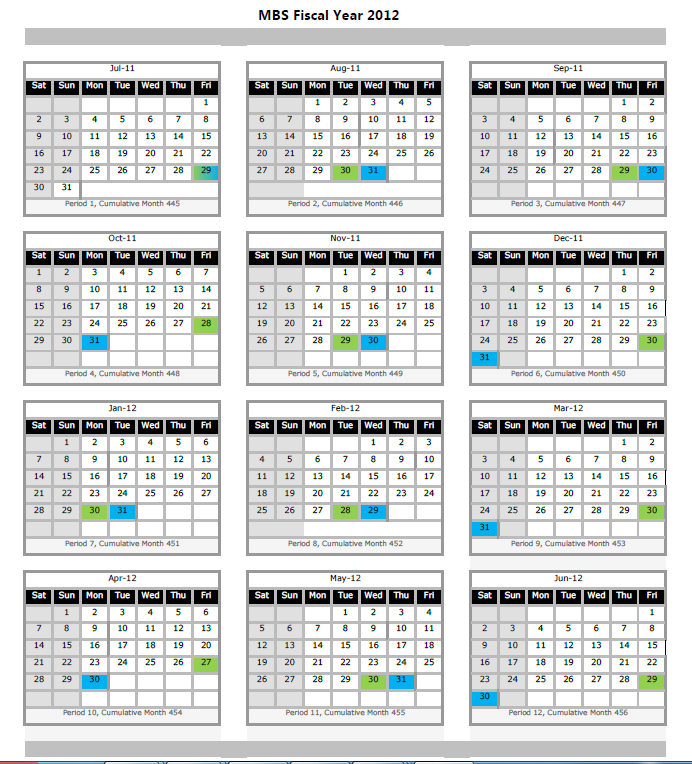 MBS Fiscal Year 2012
Jul-11
Sat Sun Mon Tue Wed Thu Fri
1
2 3 4 5 6 7 8
9 10 11 12 13 14 15
16 17 18 19 20 21 22
23 24 25 26 27 28 29
30 31
Period 1, Cumulative Month 445
Aug-11
Sat Sun Mon Tue Wed Thu Fri
1 2 3 4 5
6 7 8 9 10 11 12
13 14 15 16 17 18 19
20 21 22 23 24 25 26
27 28 29 30 31
Period 2, Cumulative Month 446
Sep-11
Sat Sun Mon Tue Wed Thu Fri
1 2
3 4 5 6 7 8 9
10 11 12 13 14 15 16
17 18 19 20 21 22 23
24 25 26 27 28 29 30
Period 3, Cumulative Month 447
Oct-11
Sat Sun Mon Tue Wed Thu Fri
1 2 3 4 5 6 7
8 9 10 11 12 13 14
15 16 17 18 19 20 21
22 23 24 25 26 27 28
29 30 31
Period 4, Cumulative Month 448
Nov-11
Sat Sun Mon Tue Wed Thu Fri
1 2 3 4
5 6 7 8 9 10 11
12 13 14 15 16 17 18
19 20 21 22 23 24 25
26 27 28 29 30
Period 5, Cumulative Month 449
Dec-11
Sat Sun Mon Tue Wed Thu Fri
1 2
3 4 5 6 7 8 9
10 11 12 13 14 15 16
17 18 19 20 21 22 23
24 25 26 27 28 29 30
31
Period 6, Cumulative Month 450
Jan-12
Sat Sun Mon Tue Wed Thu Fri
1 2 3 4 5 6
7 8 9 10 11 12 13
14 15 16 17 18 19 20
21 22 23 24 25 26 27
28 29 30 31
Period 7, Cumulative Month 451
Feb-12
Sat Sun Mon Tue Wed Thu Fri
1 2 3
4 5 6 7 8 9 10
11 12 13 14 15 16 17
18 19 20 21 22 23 24
25 26 27 28 29
Period 8, Cumulative Month 452
Mar-12
Sat Sun Mon Tue Wed Thu Fri
1 2
3 4 5 6 7 8 9
10 11 12 13 14 15 16
17 18 19 20 21 22 23
24 25 26 27 28 29 30
31
Period 9, Cumulative Month 453
Apr-12
Sat Sun Mon Tue Wed Thu Fri
1 2 3 4 5 6
7 8 9 10 11 12 13
14 15 16 17 18 19 20
21 22 23 24 25 26 27
28 29 30
Period 10, Cumulative Month 454
May-12
Sat Sun Mon Tue Wed Thu Fri
1 2 3 4
5 6 7 8 9 10 11
12 13 14 15 16 17 18
19 20 21 22 23 24 25
26 27 28 29 30 31
Period 11, Cumulative Month 455
Jun-12
Sat Sun Mon Tue Wed Thu Fri
1
2 3 4 5 6 7 8
9 10 11 12 13 14 15
16 17 18 19 20 21 22
23 24 25 26 27 28 29
30
Period 12, Cumulative Month 456